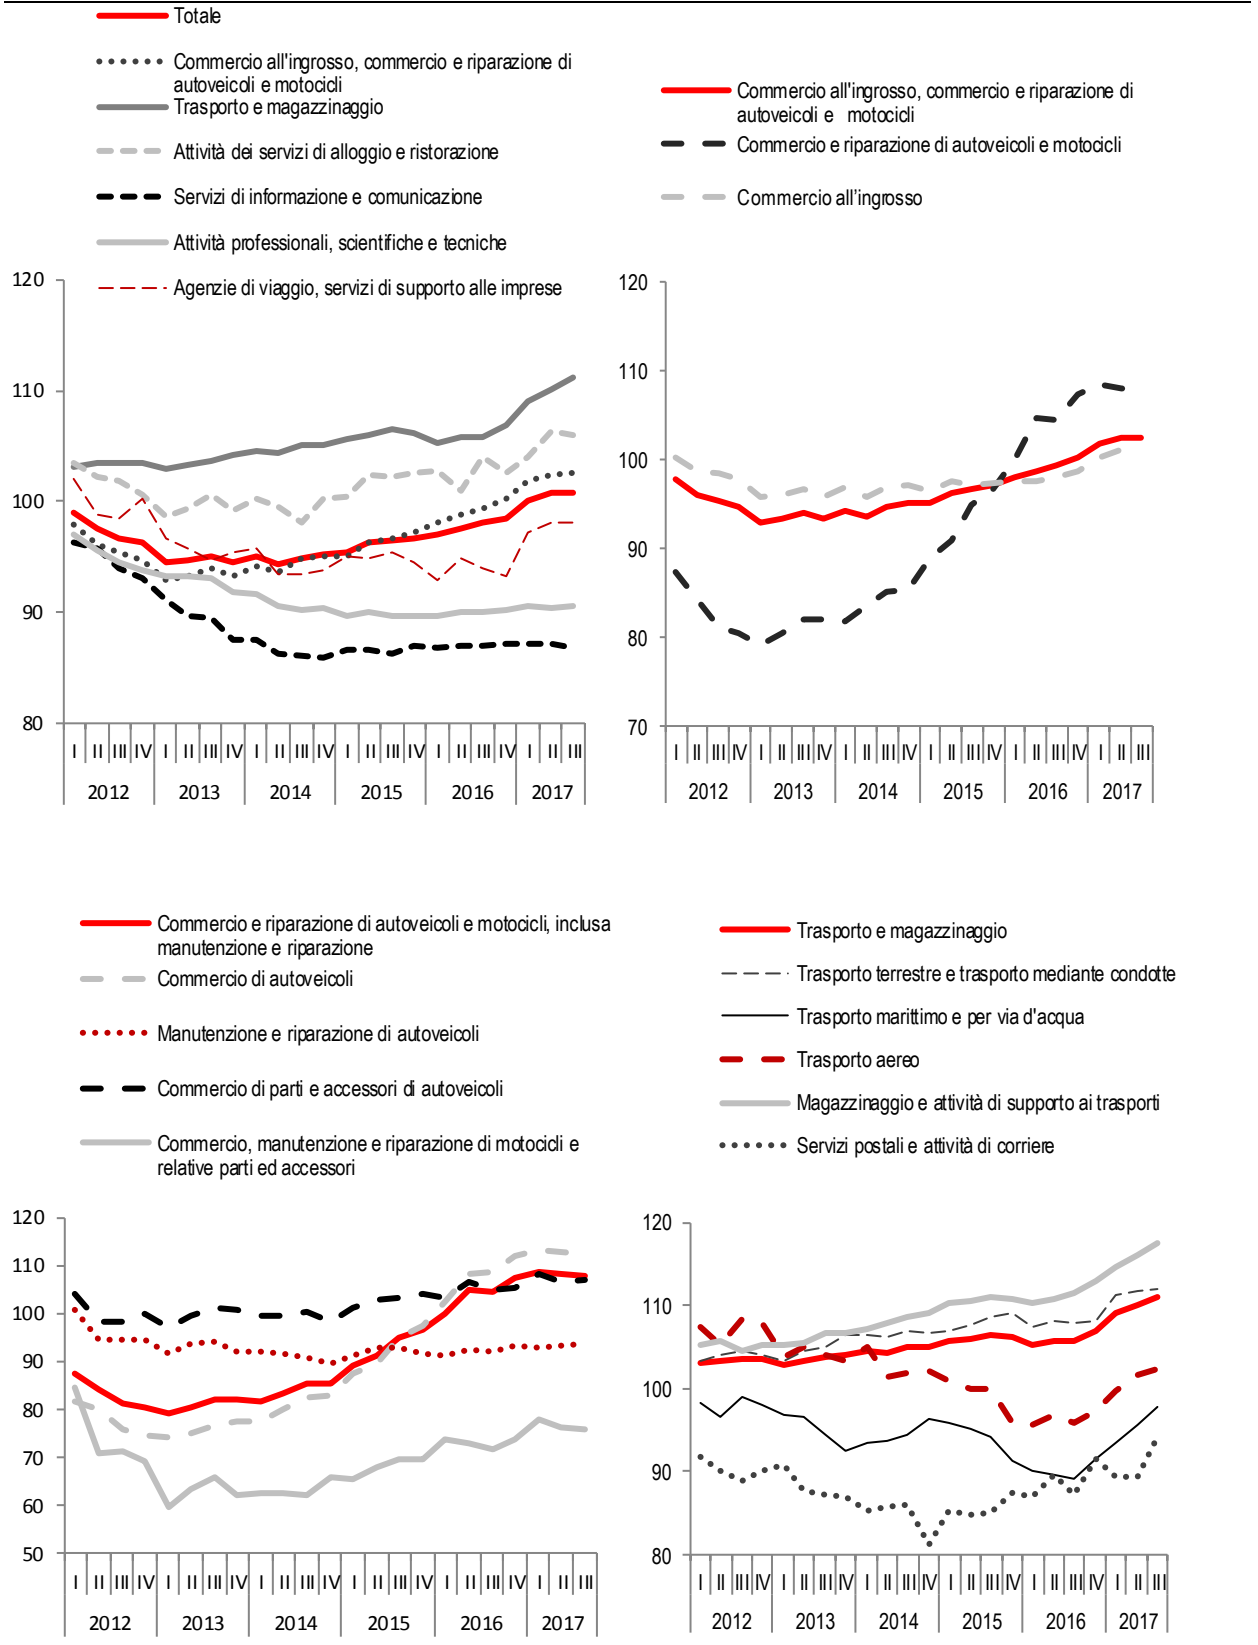 Totale
Commercio all'ingrosso, commercio e riparazione di
autoveicoli e motocicli
Trasporto e magazzinaggio
Attività dei servizi di alloggio e ristorazione
Servizi di informazione e comunicazione
Attività professionali, scientifiche e tecniche
Agenzie di viaggio, servizi di supporto alle imprese
120
110
100
90
80
I II III IV I II III IV I II III IV I II III IV I II III IV I II III
2012 2013 2014 2015 2016 2017
Commercio all'ingrosso, commercio e riparazione di
autoveicoli e motocicli
Commercio e riparazione di autoveicoli e motocicli
Commercio all’ingrosso
120
110
100
90
80
70
I II III IV I II III IV I II III IV I II III IV I II III IV I II III
2012 2013 2014 2015 2016 2017
Commercio e riparazione di autoveicoli e motocicli, inclusa
manutenzione e riparazione
Commercio di autoveicoli
Manutenzione e riparazione di autoveicoli
Commercio di parti e accessori di autoveicoli
Commercio, manutenzione e riparazione di motocicli e
relative parti ed accessori
120
110
100
90
80
70
60
50
I II III IV I II III IV I II III IV I II III IV I II III IV I II III
2012 2013 2014 2015 2016 2017
Trasporto e magazzinaggio
Trasporto terrestre e trasporto mediante condotte
Trasporto marittimo e per via d'acqua
Trasporto aereo
Magazzinaggio e attività di supporto ai trasporti
Servizi postali e attività di corriere
120
110
100
90
80
I II III IV I II III IV I II III IV I II III IV I II III IV I II III
2012 2013 2014 2015 2016 2017